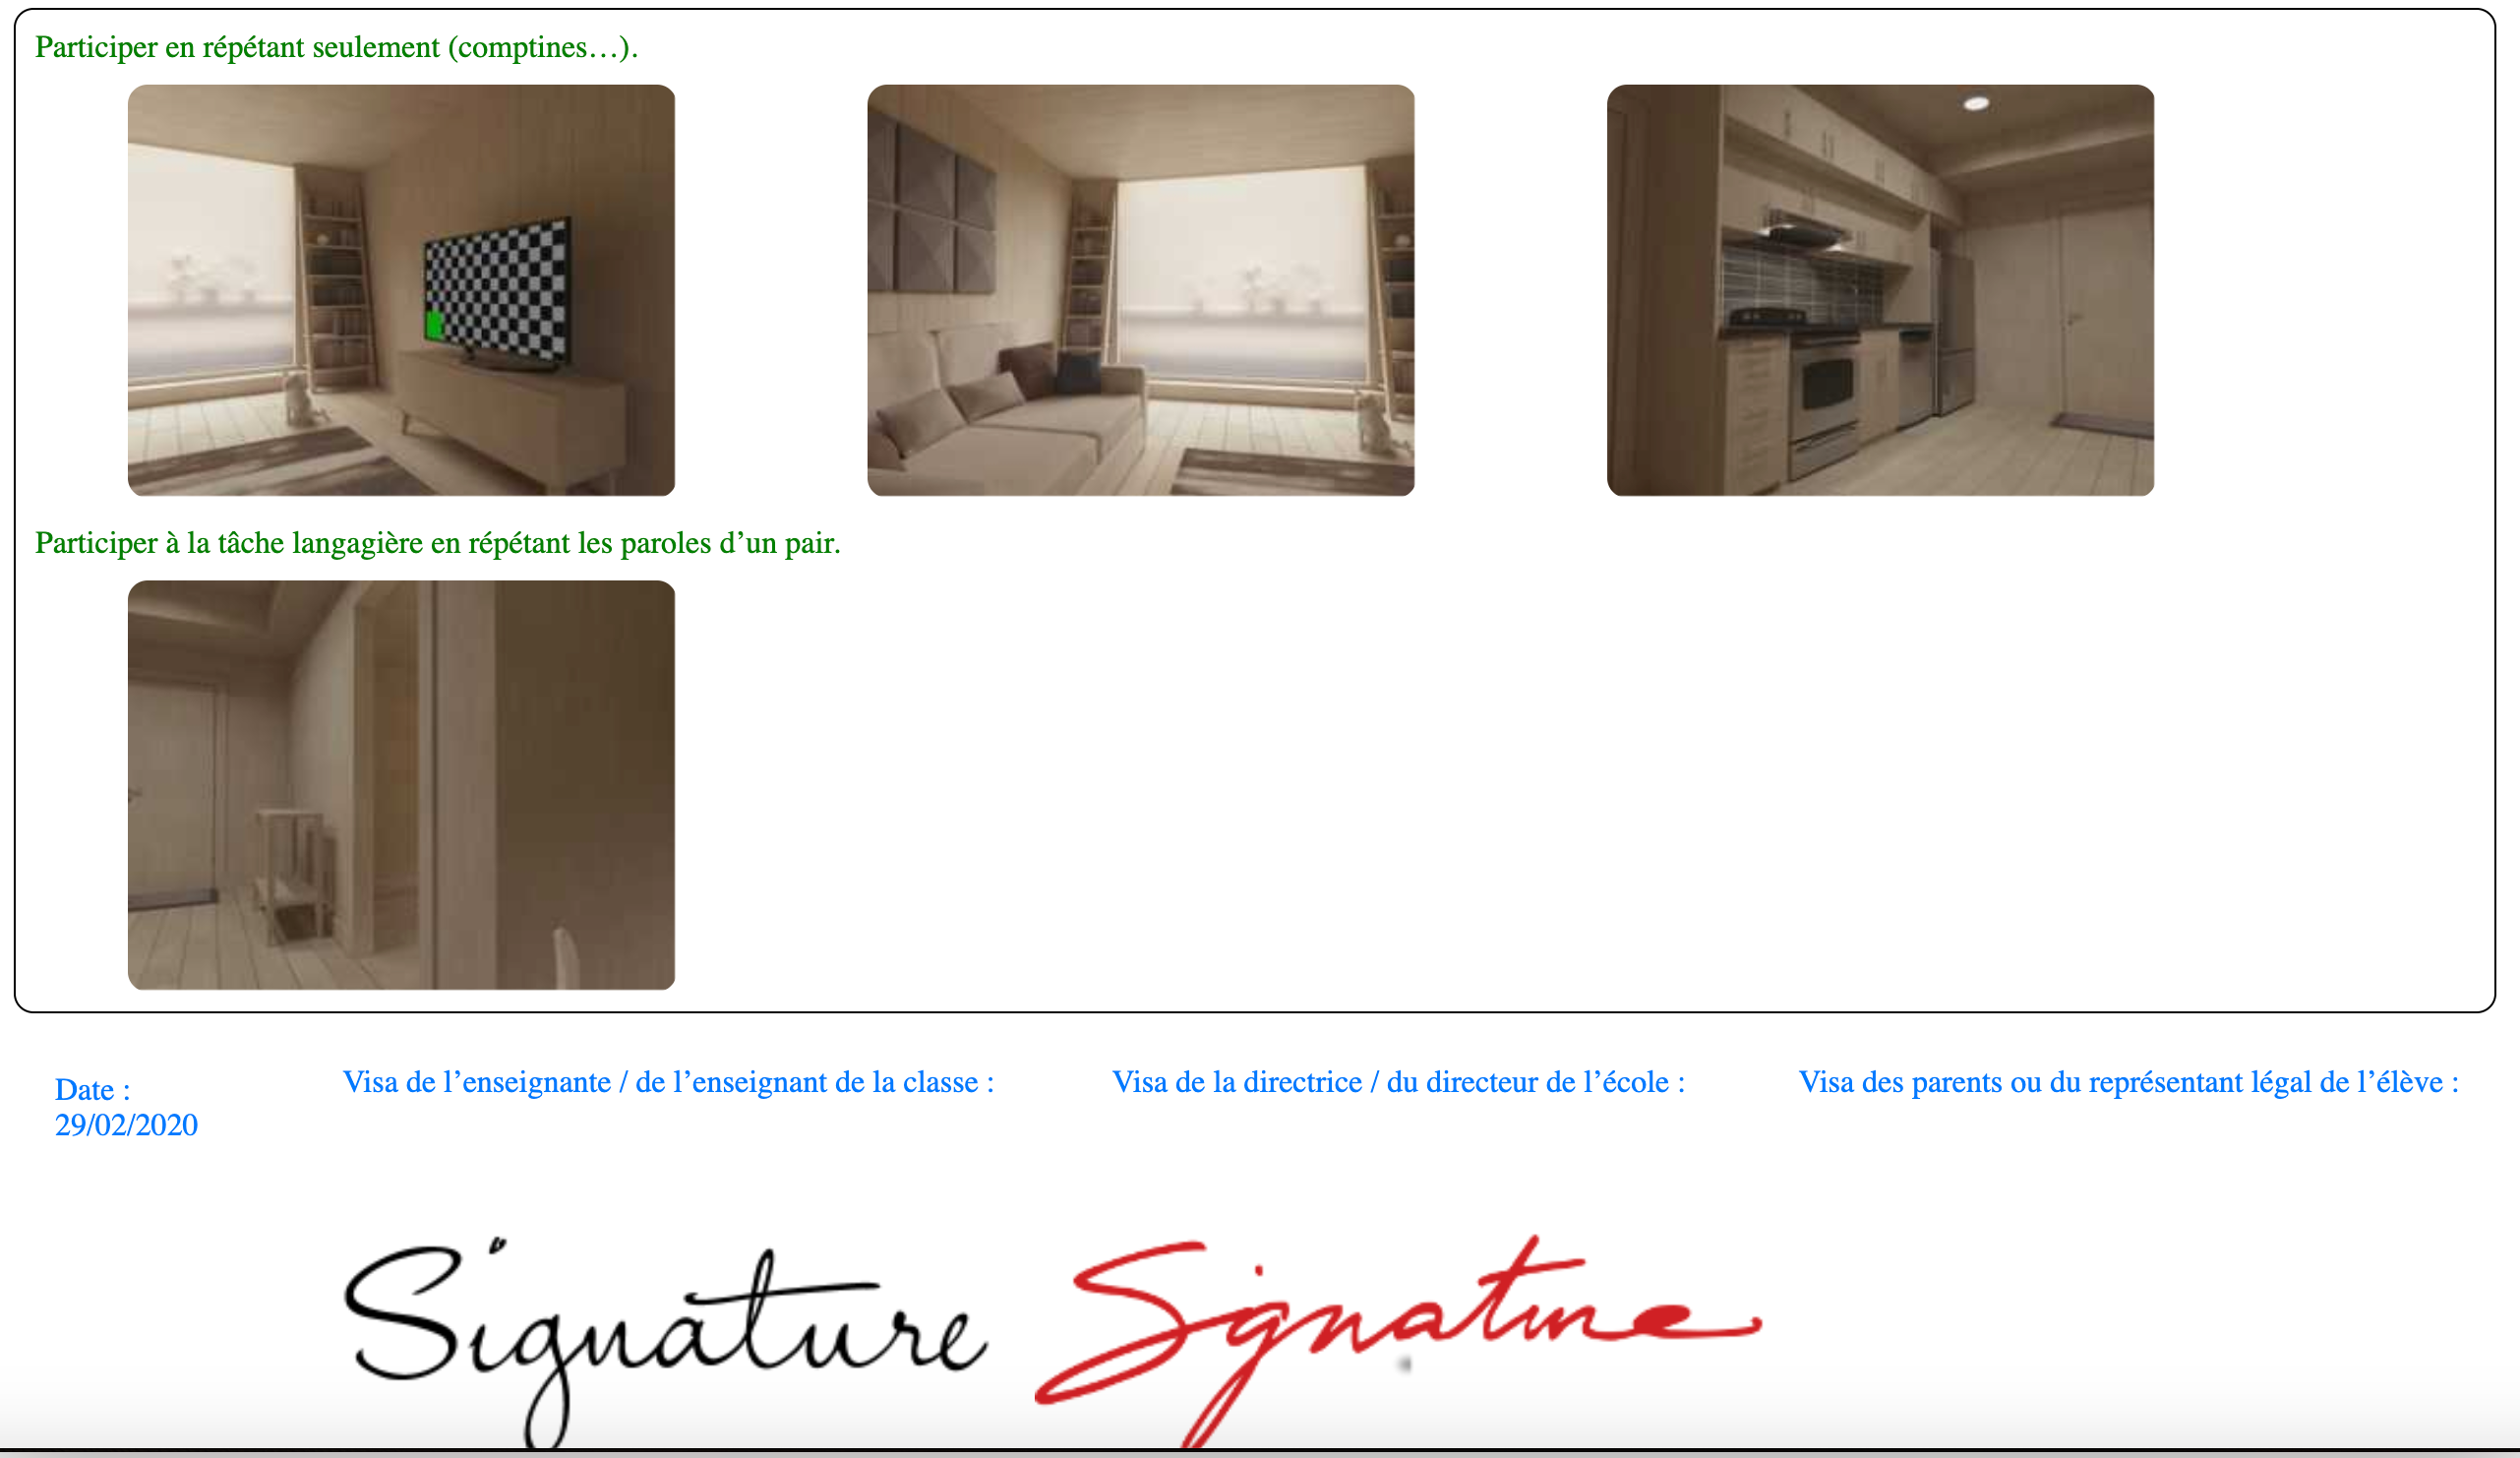 Participer en répétant seulement (comptines…).
Participer à la tâche langagière en répétant les paroles d’un pair.
Date :
29/02/2020
Visa de l’enseignante / de l’enseignant de la classe :
Visa de la directrice / du directeur de l’école :
Visa des parents ou du représentant légal de l’élève :
Signature
Signature